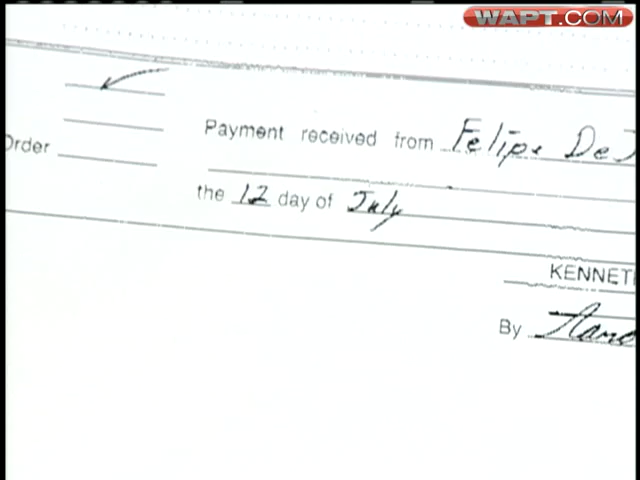 WAPT.COM
Payment received from Felipe De
Order
the 12 day of July
KENNET
By